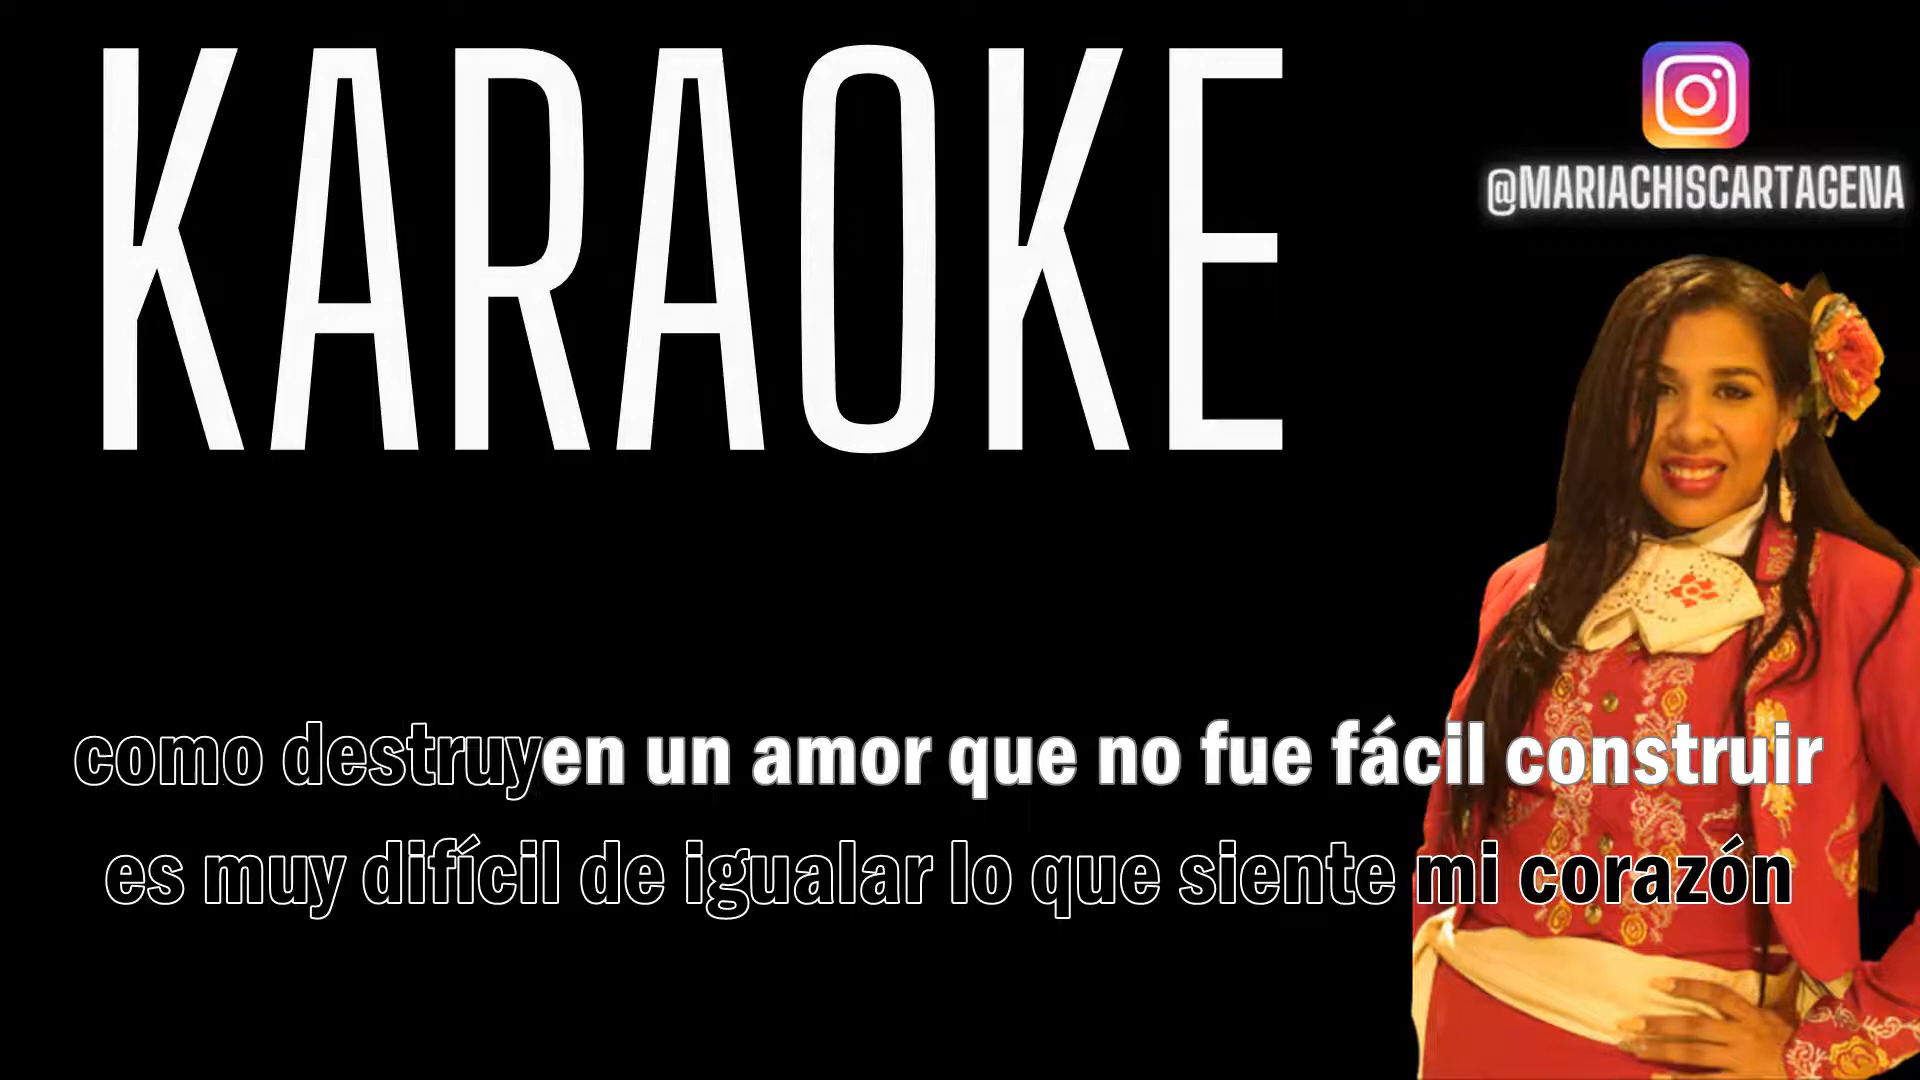 KARAOKE
@MARIACHISCARTAGENA
como destruyen un amor que no fue fácil construir
es muy difícil de igualar lo que siente mi corazón